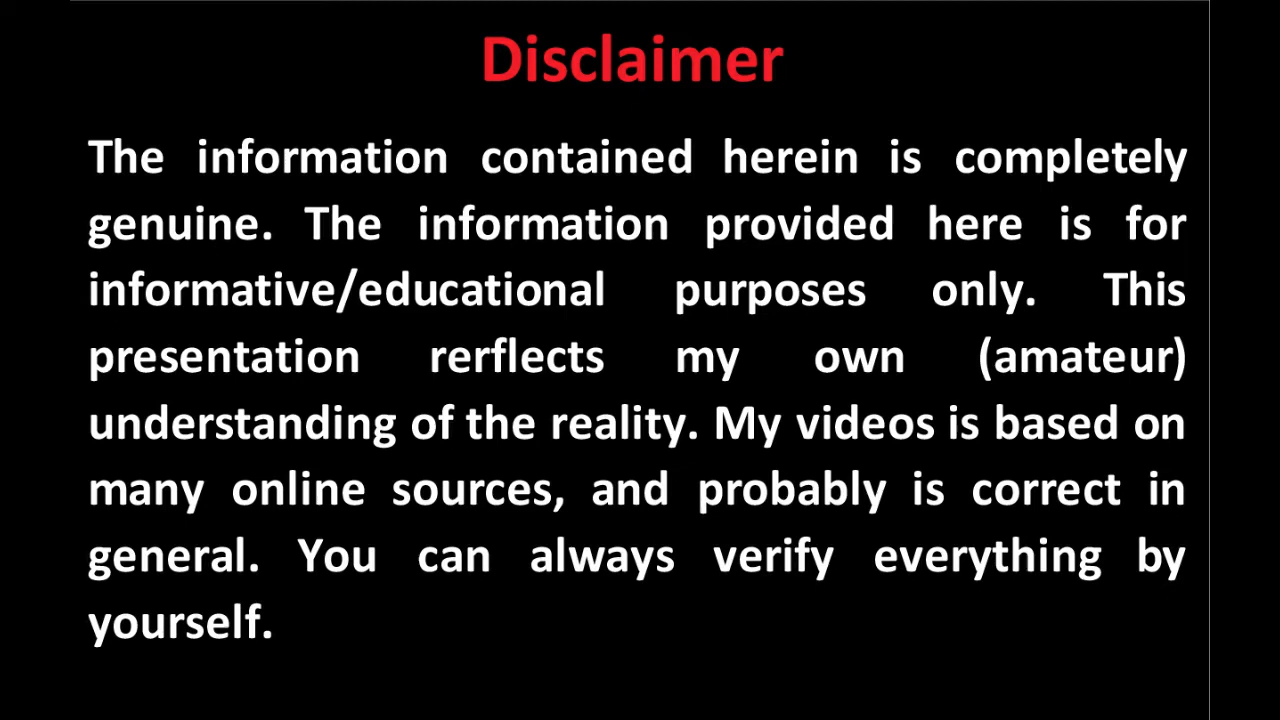 Disclaimer
The information contained herein is completely
genuine. The information provided here is for
informative/educational purposes only. This
presentation rerflects my own (amateur)
understanding of the reality. My videos is based on
many online sources, and probably is correct in
general. You can always verify everything by
yourself.